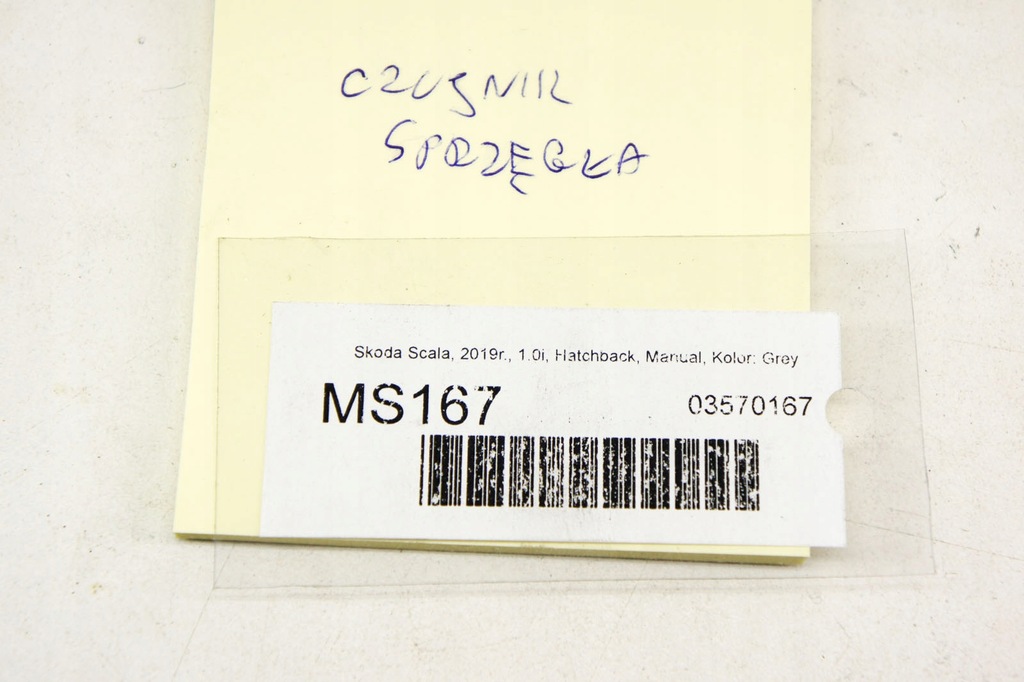 CZUJNIK
SPRZĘGŁA
Skoda Scala, 2019r., 1.0i, Hatchback, Manual, Kolor: Grey
MS167
03570167